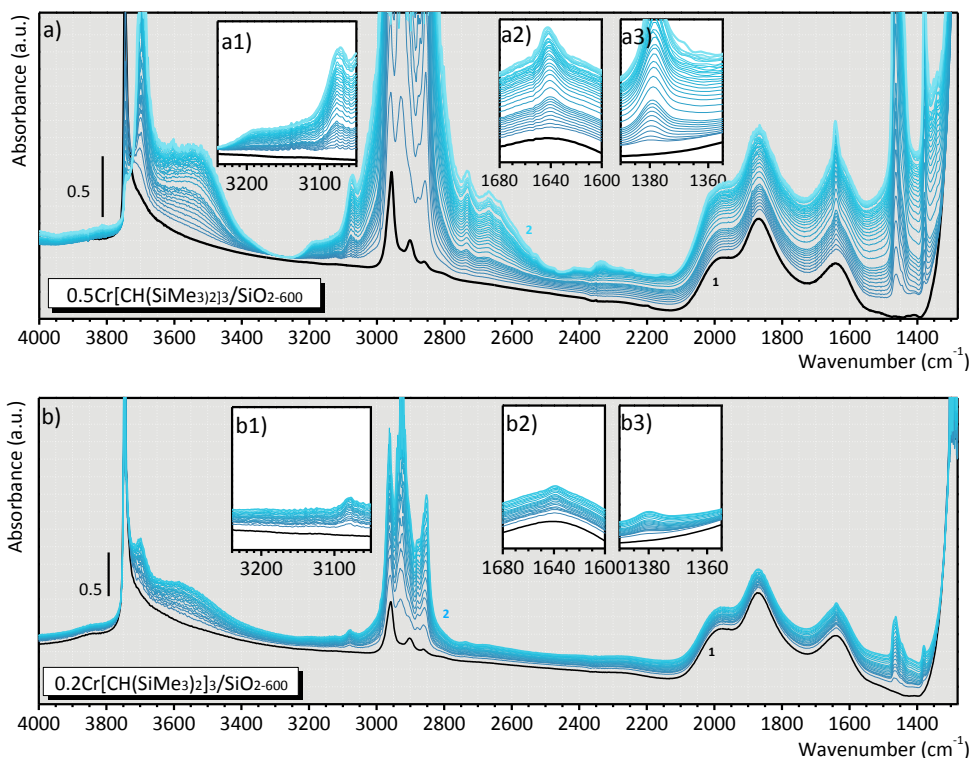 a)
a1)
a2)
a3)
Absorbance (a.u.)
0.5
3200 3100
1680 1640 1600
1380 1360
2
1
0.5Cr[CH(SiMe3)2]3/SiO2-600
4000 3800 3600 3400 3200 3000 2800 2600 2400 2200 2000 1800 1600 1400
Wavenumber (cm-1)
b)
b1)
b2)
b3)
Absorbance (a.u.)
0.5
3200 3100
1680 1640 1600
1380 1360
2
1
0.2Cr[CH(SiMe3)2]3/SiO2-600
4000 3800 3600 3400 3200 3000 2800 2600 2400 2200 2000 1800 1600 1400
Wavenumber (cm-1)